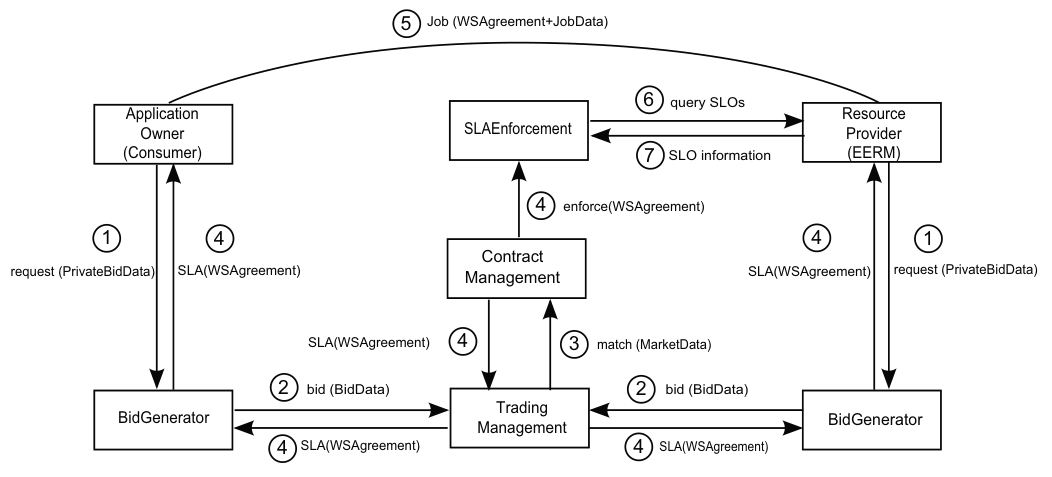 5 Job (WSAgreement+JobData)
Application
Owner
(Consumer)
SLAEnforcement
6 query SLOs
7 SLO information
Resource
Provider
(EERM)
4 enforce(WSAgreement)
1
request (PrivateBidData)
4
SLA(WSAgreement)
Contract
Management
4
SLA(WSAgreement)
1
request (PrivateBidData)
SLA(WSAgreement) 4
3 match (MarketData)
BidGenerator
2 bid (BidData)
4 SLA(WSAgreement)
Trading
Management
2 bid (BidData)
4 SLA(WSAgreement)
BidGenerator